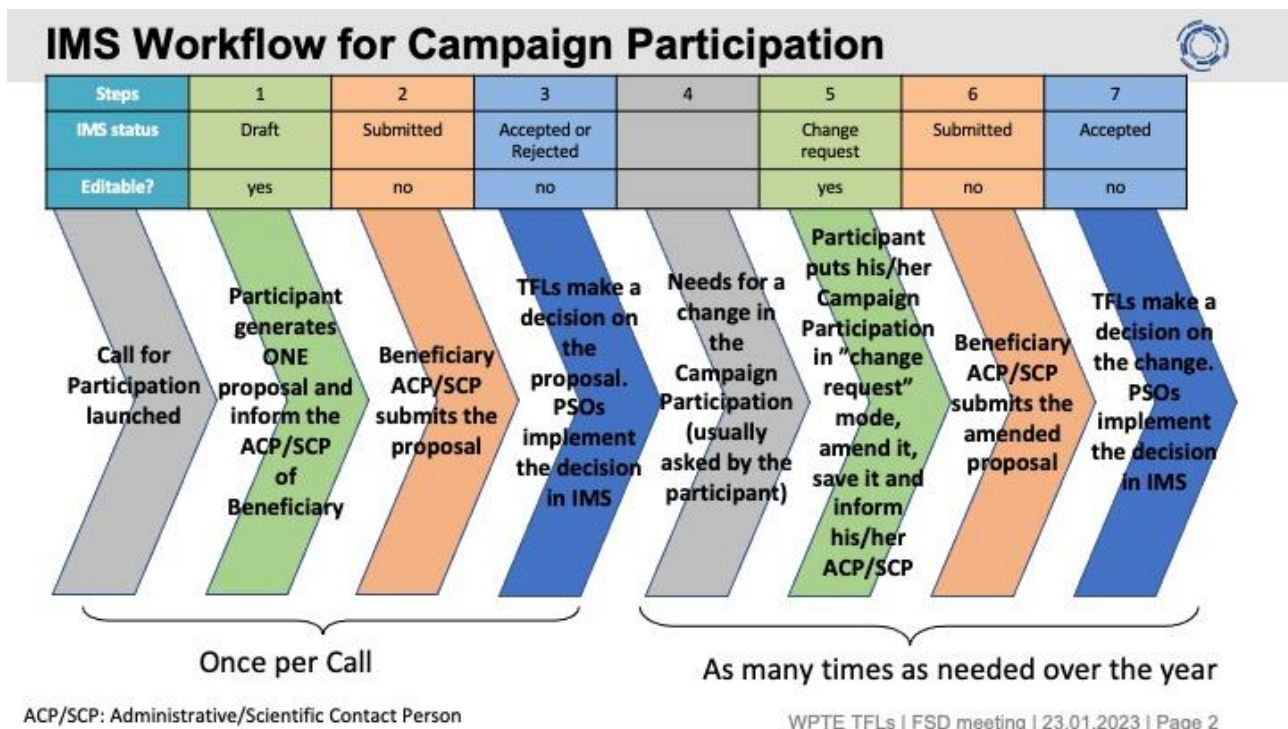 IMS Workflow for Campaign Participation
Steps 1 2 3 4 5 6 7
IMS status Draft Submitted Accepted or Rejected Change request Submitted Accepted
Editable? yes no no yes no no
Call for
Participation
launched
Participant
generates
ONE
proposal and
inform the
ACP/SCP
of
Beneficiary
Beneficiary
ACP/SCP
submits the
proposal
TFLs make a
decision on
the
proposal.
PSOs
implement
the decision
in IMS
Needs for a
change in
the
Campaign
Participation
(usually
asked by the
participant)
Participant
puts his/her
Campaign
Participation
in ”change
request”
mode,
amend it,
save it and
inform
his/her
ACP/SCP
Beneficiary
ACP/SCP
submits the
amended
proposal
TFLs make a
decision on
the change.
PSOs
implement
the decision
in IMS
Once per Call
As many times as needed over the year
ACP/SCP: Administrative/Scientific Contact Person
WPTE TFLs | FSD meeting | 23.01.2023 | Page 2